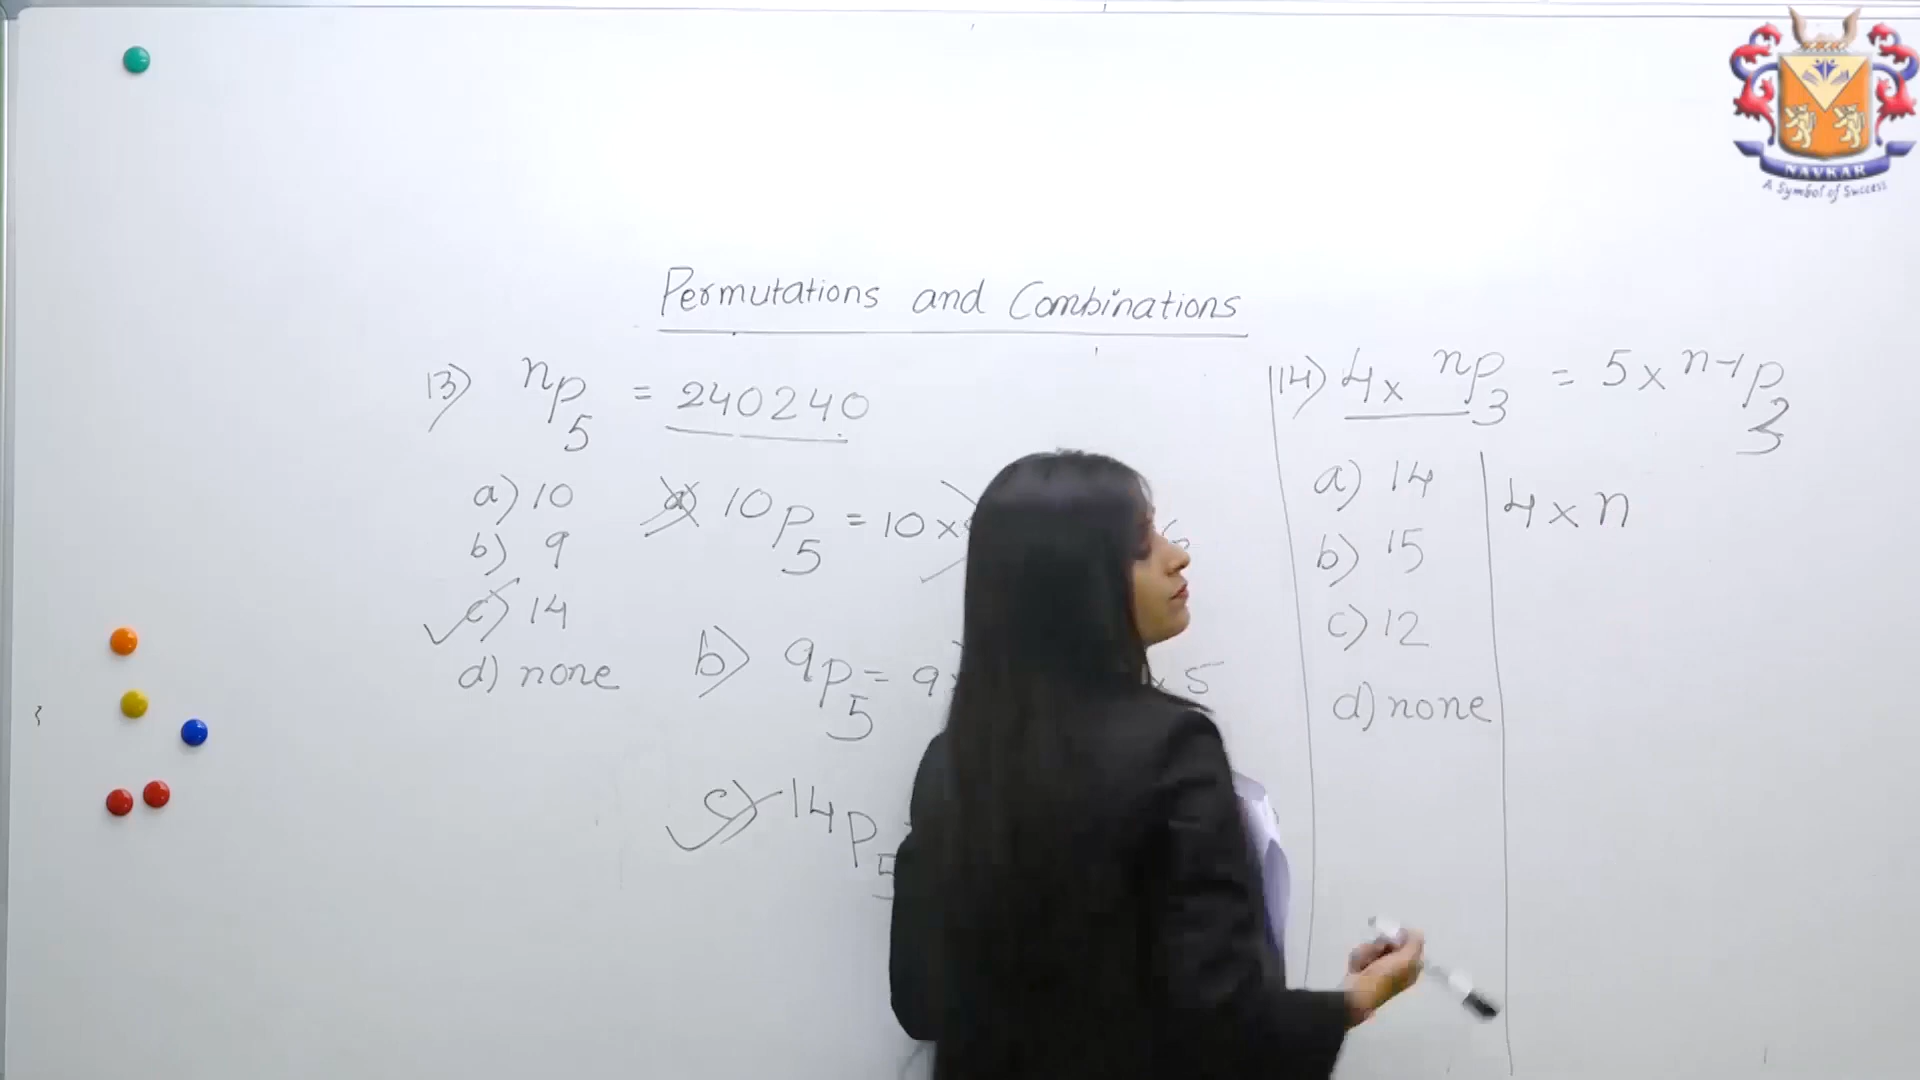 NAVKAR
A Symbol of Success
Permutations and Combinations
13) nP5 = 240240
a) 10
b) 9
c) 14
d) none
a) 10P5 = 10×
b) 9P5 = 9 × 5
c) 14P5
14) 4× nP3 = 5× n-1P3
a) 14
b) 15
c) 12
d) none
4 × n